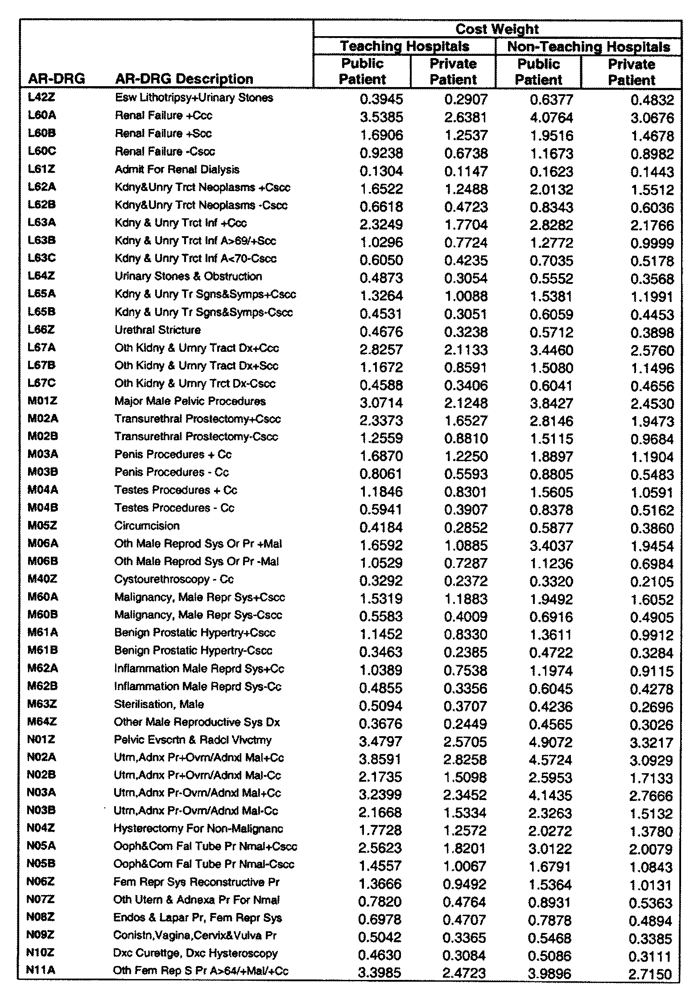 Cost Weight
Teaching Hospitals Non-Teaching Hospitals
Public Private Public Private
AR-DRG AR-DRG Description Patient Patient Patient Patient
L42Z Esw Lithotripsy+Urinary Stones 0.3945 0.2907 0.6377 0.4832
L60A Renal Failure +Ccc 3.5385 2.6381 4.0764 3.0676
L60B Renal Failure +Scc 1.6906 1.2537 1.9516 1.4678
L60C Renal Failure -Cscc 0.9238 0.6738 1.1673 0.8982
L61Z Admit For Renal Dialysis 0.1304 0.1147 0.1623 0.1443
L62A Kdny&Unry Trct Neoplasms +Cscc 1.6522 1.2488 2.0132 1.5512
L62B Kdny&Unry Trct Neoplasms -Cscc 0.6618 0.4723 0.8343 0.6036
L63A Kdny & Unry Trct Inf +Ccc 2.3249 1.7704 2.8282 2.1766
L63B Kdny & Unry Trct Inf A>69/+Scc 1.0296 0.7724 1.2772 0.9999
L63C Kdny & Unry Trct Inf A<70-Cscc 0.6050 0.4235 0.7035 0.5178
L64Z Urinary Stones & Obstruction 0.4873 0.3054 0.5552 0.3568
L65A Kdny & Unry Tr Sgns&Symps+Cscc 1.3264 1.0088 1.5381 1.1991
L65B Kdny & Unry Tr Sgns&Symps-Cscc 0.4531 0.3051 0.6059 0.4453
L66Z Urethral Stricture 0.4676 0.3238 0.5712 0.3898
L67A Oth Kidny & Urnry Tract Dx+Ccc 2.8257 2.1133 3.4460 2.5760
L67B Oth Kidny & Urnry Tract Dx+Scc 1.1672 0.8591 1.5080 1.1496
L67C Oth Kidny & Urnry Trct Dx-Cscc 0.4588 0.3406 0.6041 0.4656
M01Z Major Male Pelvic Procedures 3.0714 2.1248 3.8427 2.4530
M02A Transurethral Prostectomy+Cscc 2.3373 1.6527 2.8146 1.9473
M02B Transurethral Prostectomy-Cscc 1.2559 0.8810 1.5115 0.9684
M03A Penis Procedures + Cc 1.6870 1.2250 1.8897 1.1904
M03B Penis Procedures - Cc 0.8061 0.5593 0.8805 0.5483
M04A Testes Procedures + Cc 1.1846 0.8301 1.5605 1.0591
M04B Testes Procedures - Cc 0.5941 0.3907 0.8378 0.5162
M05Z Circumcision 0.4184 0.2852 0.5877 0.3860
M06A Oth Male Reprod Sys Or Pr +Mal 1.6592 1.0885 3.4037 1.9454
M06B Oth Male Reprod Sys Or Pr -Mal 1.0529 0.7287 1.1236 0.6984
M40Z Cystourethroscopy - Cc 0.3292 0.2372 0.3320 0.2105
M60A Malignancy, Male Repr Sys+Cscc 1.5319 1.1883 1.9492 1.6052
M60B Malignancy, Male Repr Sys-Cscc 0.5583 0.4009 0.6916 0.4905
M61A Benign Prostatic Hypertry+Cscc 1.1452 0.8330 1.3611 0.9912
M61B Benign Prostatic Hypertry-Cscc 0.3463 0.2385 0.4722 0.3284
M62A Inflammation Male Reprd Sys+Cc 1.0389 0.7538 1.1974 0.9115
M62B Inflammation Male Reprd Sys-Cc 0.4855 0.3356 0.6045 0.4278
M63Z Sterilisation, Male 0.5094 0.3707 0.4236 0.2696
M64Z Other Male Reproductive Sys Dx 0.3676 0.2449 0.4565 0.3026
N01Z Pelvic Evscrtn & Radcl Vlvctmy 3.4797 2.5705 4.9072 3.3217
N02A Utrn,Adnx Pr+Ovrn/Adnxl Mal+Cc 3.8591 2.8258 4.5724 3.0929
N02B Utrn,Adnx Pr+Ovrn/Adnxl Mal-Cc 2.1735 1.5098 2.5953 1.7133
N03A Utrn,Adnx Pr-Ovrn/Adnxl Mal+Cc 3.2399 2.3452 4.1435 2.7666
N03B Utrn,Adnx Pr-Ovrn/Adnxl Mal-Cc 2.1668 1.5334 2.3263 1.5132
N04Z Hysterectomy For Non-Malignanc 1.7728 1.2572 2.0272 1.3780
N05A Ooph&Com Fal Tube Pr Nmal+Cscc 2.5623 1.8201 3.0122 2.0079
N05B Ooph&Com Fal Tube Pr Nmal-Cscc 1.4557 1.0067 1.6791 1.0843
N06Z Fem Repr Sys Reconstructive Pr 1.3666 0.9492 1.5364 1.0131
N07Z Oth Utern & Adnexa Pr For Nmal 0.7820 0.4764 0.8931 0.5363
N08Z Endos & Lapar Pr, Fem Repr Sys 0.6978 0.4707 0.7878 0.4894
N09Z Conistn,Vagina,Cervix&Vulva Pr 0.5042 0.3365 0.5468 0.3385
N10Z Dxc Curettge, Dxc Hysteroscopy 0.4630 0.3084 0.5086 0.3111
N11A Oth Fem Rep S Pr A>64/+Mal/+Cc 3.3985 2.4723 3.9896 2.7150